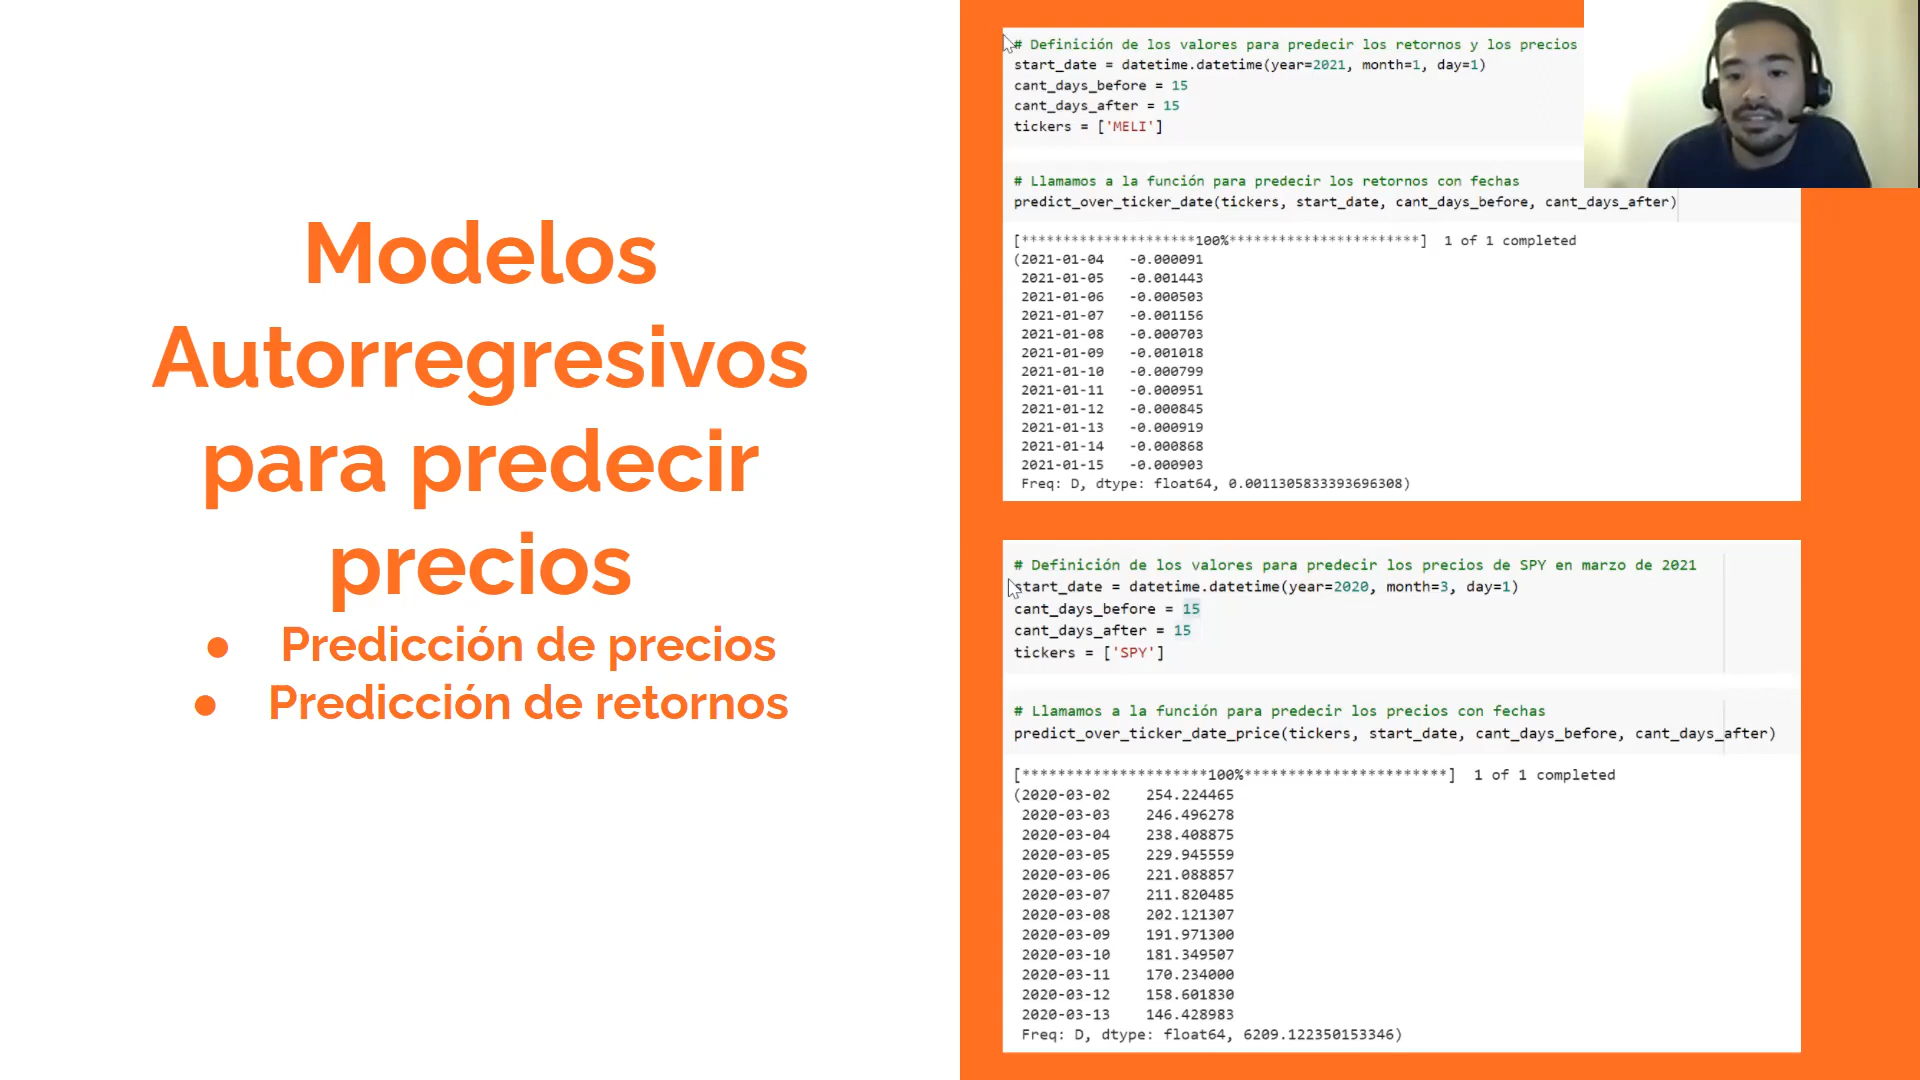 Modelos
Autorregresivos
para predecir
precios
● Predicción de precios
● Predicción de retornos
# Definición de los valores para predecir los retornos y los precios
start_date = datetime.datetime(year=2021, month=1, day=1)
cant_days_before = 15
cant_days_after = 15
tickers = ['MELI']
# Llamamos a la función para predecir los retornos con fechas
predict_over_ticker_date(tickers, start_date, cant_days_before, cant_days_after)
[**********************100%***********************]  1 of 1 completed
(2021-01-04   -0.000091
2021-01-05   -0.001443
2021-01-06   -0.000503
2021-01-07   -0.001156
2021-01-08   -0.000703
2021-01-09   -0.001018
2021-01-10   -0.000799
2021-01-11   -0.000951
2021-01-12   -0.000845
2021-01-13   -0.000919
2021-01-14   -0.000868
2021-01-15   -0.000903
Freq: D, dtype: float64, 0.0011305833393696308)
# Definición de los valores para predecir los precios de SPY en marzo de 2021
start_date = datetime.datetime(year=2020, month=3, day=1)
cant_days_before = 15
cant_days_after = 15
tickers = ['SPY']
# Llamamos a la función para predecir los precios con fechas
predict_over_ticker_date_price(tickers, start_date, cant_days_before, cant_days_after)
[**********************100%***********************]  1 of 1 completed
(2020-03-02    254.224465
2020-03-03    246.496278
2020-03-04    238.408875
2020-03-05    229.945559
2020-03-06    221.088857
2020-03-07    211.820485
2020-03-08    202.121307
2020-03-09    191.971300
2020-03-10    181.349507
2020-03-11    170.234000
2020-03-12    158.601830
2020-03-13    146.428983
Freq: D, dtype: float64, 6209.122350153346)